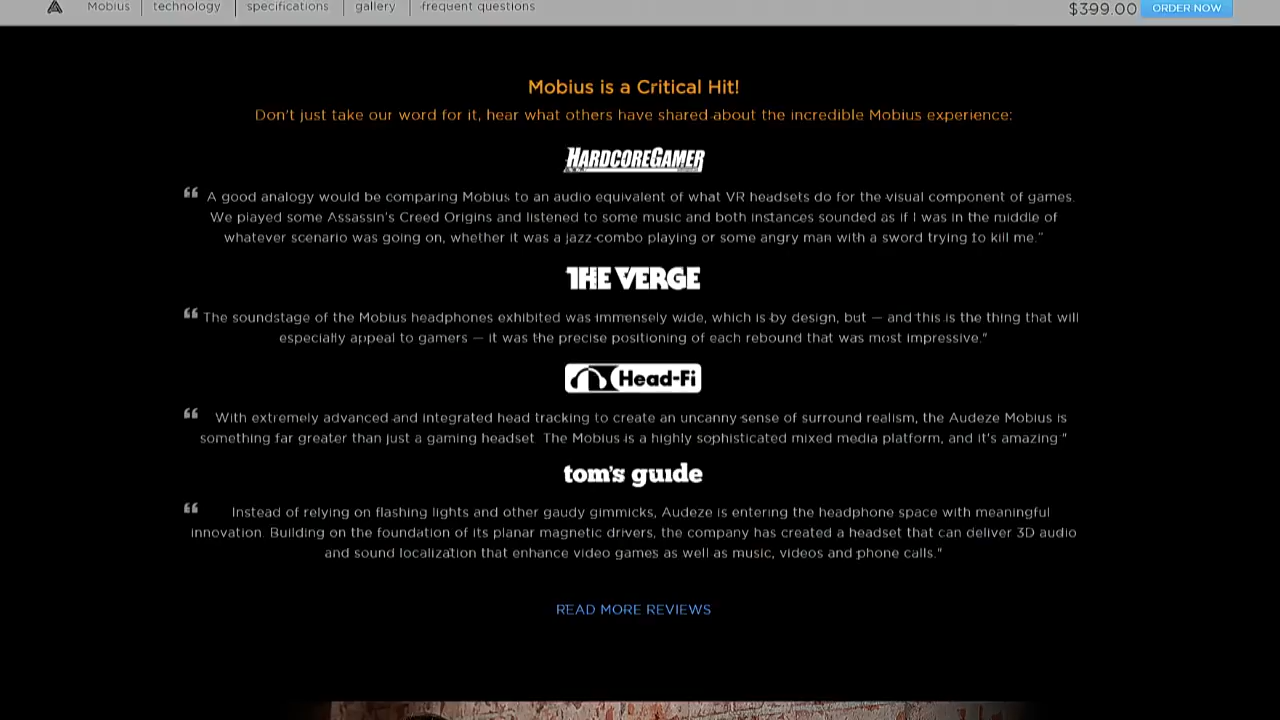 Mobius
technology
specifications
gallery
frequent questions
$399.00
ORDER NOW
Mobius is a Critical Hit!
Don't just take our word for it, hear what others have shared about the incredible Mobius experience:
HARDCOREGAMER
“ A good analogy would be comparing Mobius to an audio equivalent of what VR headsets do for the visual component of games.
We played some Assassin's Creed Origins and listened to some music and both instances sounded as if I was in the middle of
whatever scenario was going on, whether it was a jazz combo playing or some angry man with a sword trying to kill me."
THE VERGE
“ The soundstage of the Mobius headphones exhibited was immensely wide, which is by design, but — and this is the thing that will
especially appeal to gamers — it was the precise positioning of each rebound that was most impressive."
Head-Fi
“ With extremely advanced and integrated head tracking to create an uncanny sense of surround realism, the Audeze Mobius is
something far greater than just a gaming headset. The Mobius is a highly sophisticated mixed media platform, and it's amazing."
tom's guide
“ Instead of relying on flashing lights and other gaudy gimmicks, Audeze is entering the headphone space with meaningful
innovation. Building on the foundation of its planar magnetic drivers, the company has created a headset that can deliver 3D audio
and sound localization that enhance video games as well as music, videos and phone calls."
READ MORE REVIEWS